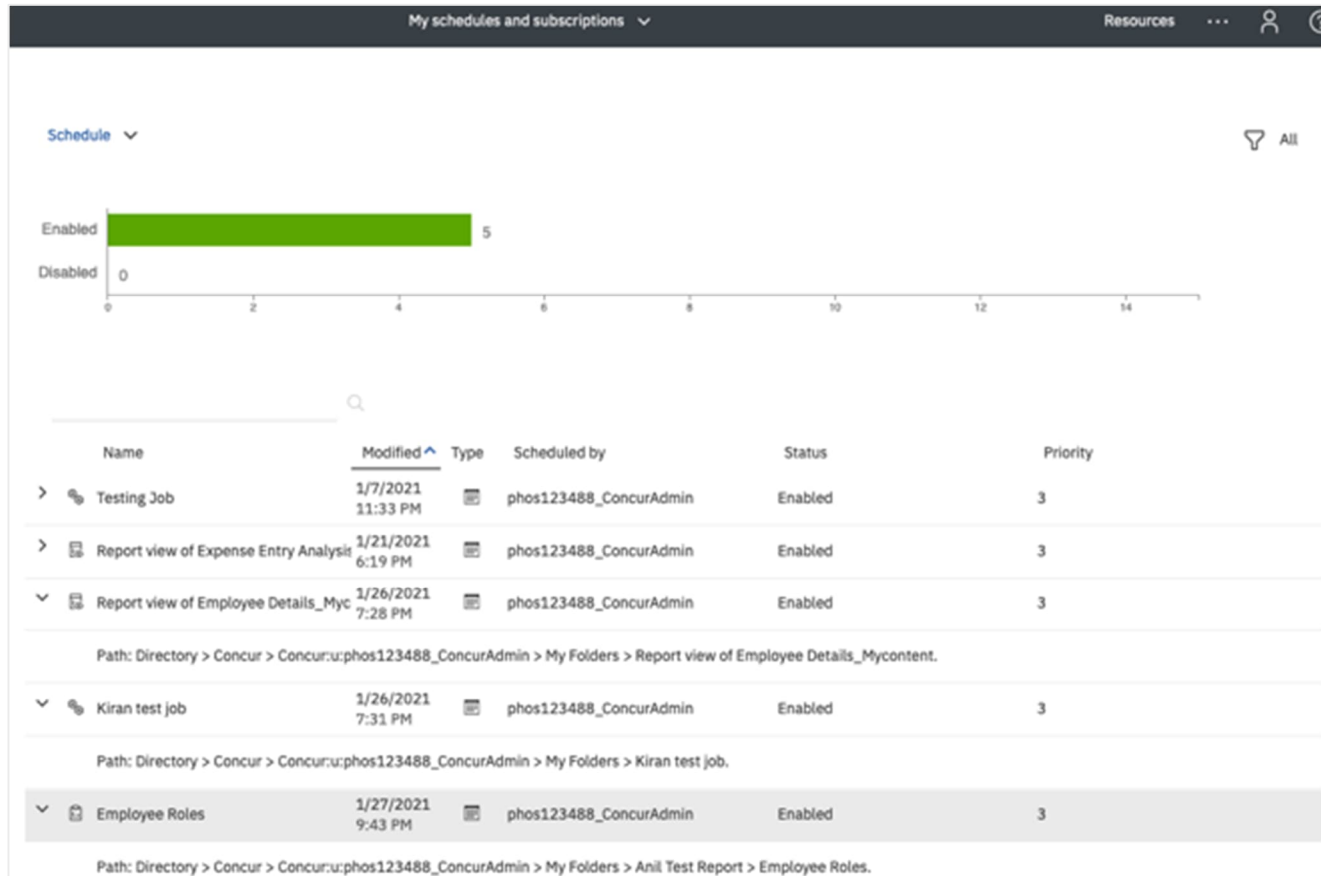 My schedules and subscriptions
Resources
Schedule
All
Enabled
5
Disabled
0
0 2 4 6 8 10 12 14
Name Modified Type Scheduled by Status Priority
Testing Job 1/7/2021 11:33 PM phos123488_ConcurAdmin Enabled 3
Report view of Expense Entry Analysis 1/21/2021 6:19 PM phos123488_ConcurAdmin Enabled 3
Report view of Employee Details_Myc 1/26/2021 7:28 PM phos123488_ConcurAdmin Enabled 3
Path: Directory > Concur > Concur:u:phos123488_ConcurAdmin > My Folders > Report view of Employee Details_Mycontent.
Kiran test job 1/26/2021 7:31 PM phos123488_ConcurAdmin Enabled 3
Path: Directory > Concur > Concur:u:phos123488_ConcurAdmin > My Folders > Kiran test job.
Employee Roles 1/27/2021 9:43 PM phos123488_ConcurAdmin Enabled 3
Path: Directory > Concur > Concur:u:phos123488_ConcurAdmin > My Folders > Anil Test Report > Employee Roles.